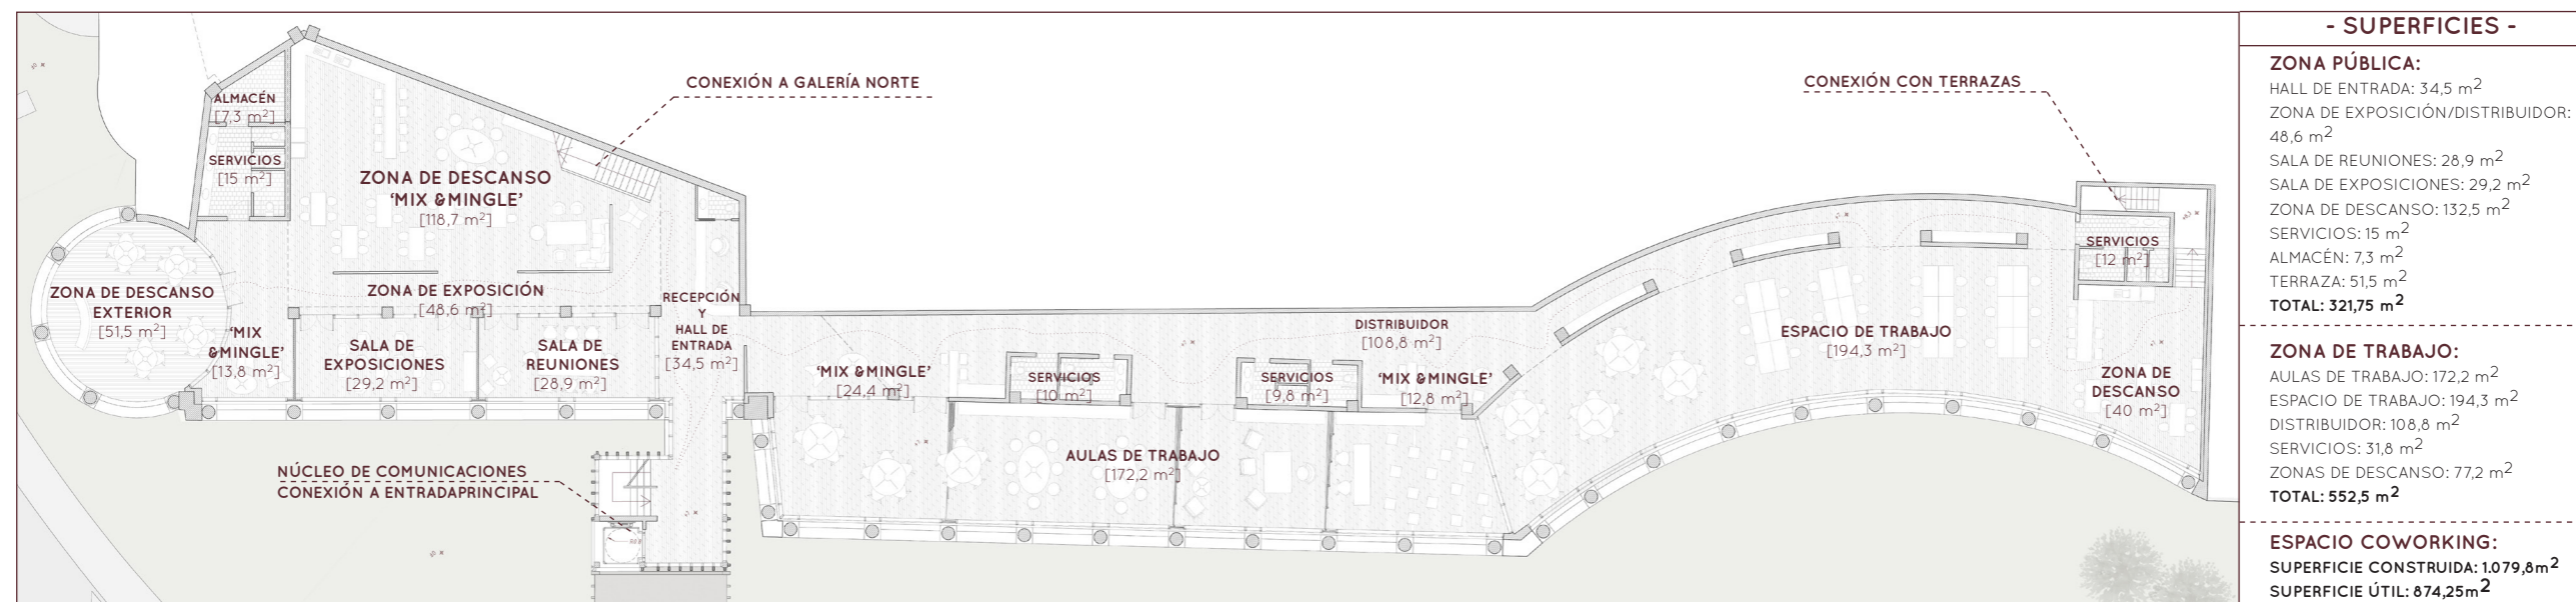 CONEXIÓN A GALERÍA NORTE
CONEXIÓN CON TERRAZAS
ALMACÉN
[7,3 m²]
SERVICIOS
[15 m²]
ZONA DE DESCANSO
‘MIX &MINGLE’
[118,7 m²]
ZONA DE DESCANSO
EXTERIOR
[51,5 m²]
‘MIX
&MINGLE’
[13,8 m²]
ZONA DE EXPOSICIÓN
[48,6 m²]
SALA DE
EXPOSICIONES
[29,2 m²]
SALA DE
REUNIONES
[28,9 m²]
RECEPCIÓN
Y
HALL DE
ENTRADA
[34,5 m²]
NÚCLEO DE COMUNICACIONES
CONEXIÓN A ENTRADAPRINCIPAL
‘MIX &MINGLE’
[24,4 m²]
SERVICIOS
[10 m²]
DISTRIBUIDOR
[108,8 m²]
SERVICIOS
[9,8 m²]
‘MIX &MINGLE’
[12,8 m²]
AULAS DE TRABAJO
[172,2 m²]
ESPACIO DE TRABAJO
[194,3 m²]
SERVICIOS
[12 m²]
ZONA DE
DESCANSO
[40 m²]
- SUPERFICIES -
ZONA PÚBLICA:
HALL DE ENTRADA: 34,5 m²
ZONA DE EXPOSICIÓN/DISTRIBUIDOR:
48,6 m²
SALA DE REUNIONES: 28,9 m²
SALA DE EXPOSICIONES: 29,2 m²
ZONA DE DESCANSO: 132,5 m²
SERVICIOS: 15 m²
ALMACÉN: 7,3 m²
TERRAZA: 51,5 m²
TOTAL: 321,75 m²
ZONA DE TRABAJO:
AULAS DE TRABAJO: 172,2 m²
ESPACIO DE TRABAJO: 194,3 m²
DISTRIBUIDOR: 108,8 m²
SERVICIOS: 31,8 m²
ZONAS DE DESCANSO: 77,2 m²
TOTAL: 552,5 m²
ESPACIO COWORKING:
SUPERFICIE CONSTRUIDA: 1.079,8m²
SUPERFICIE ÚTIL: 874,25m²